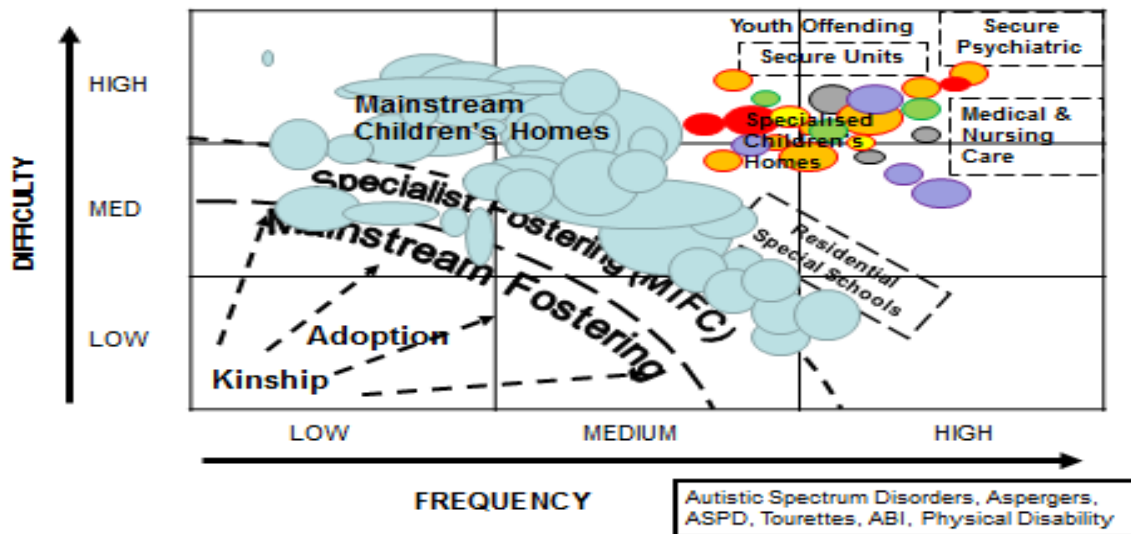 Youth Offending
Secure Units
Secure
Psychiatric
HIGH
Mainstream
Children's Homes
Specialised
Children's
Homes
Medical &
Nursing
Care
DIFFICULTY
MED
Specialist Fostering (MTFC)
Mainstream Fostering
Residential
Special Schools
LOW
Adoption
Kinship
LOW
MEDIUM
HIGH
FREQUENCY
Autistic Spectrum Disorders, Aspergers,
ASPD, Tourettes, ABI, Physical Disability